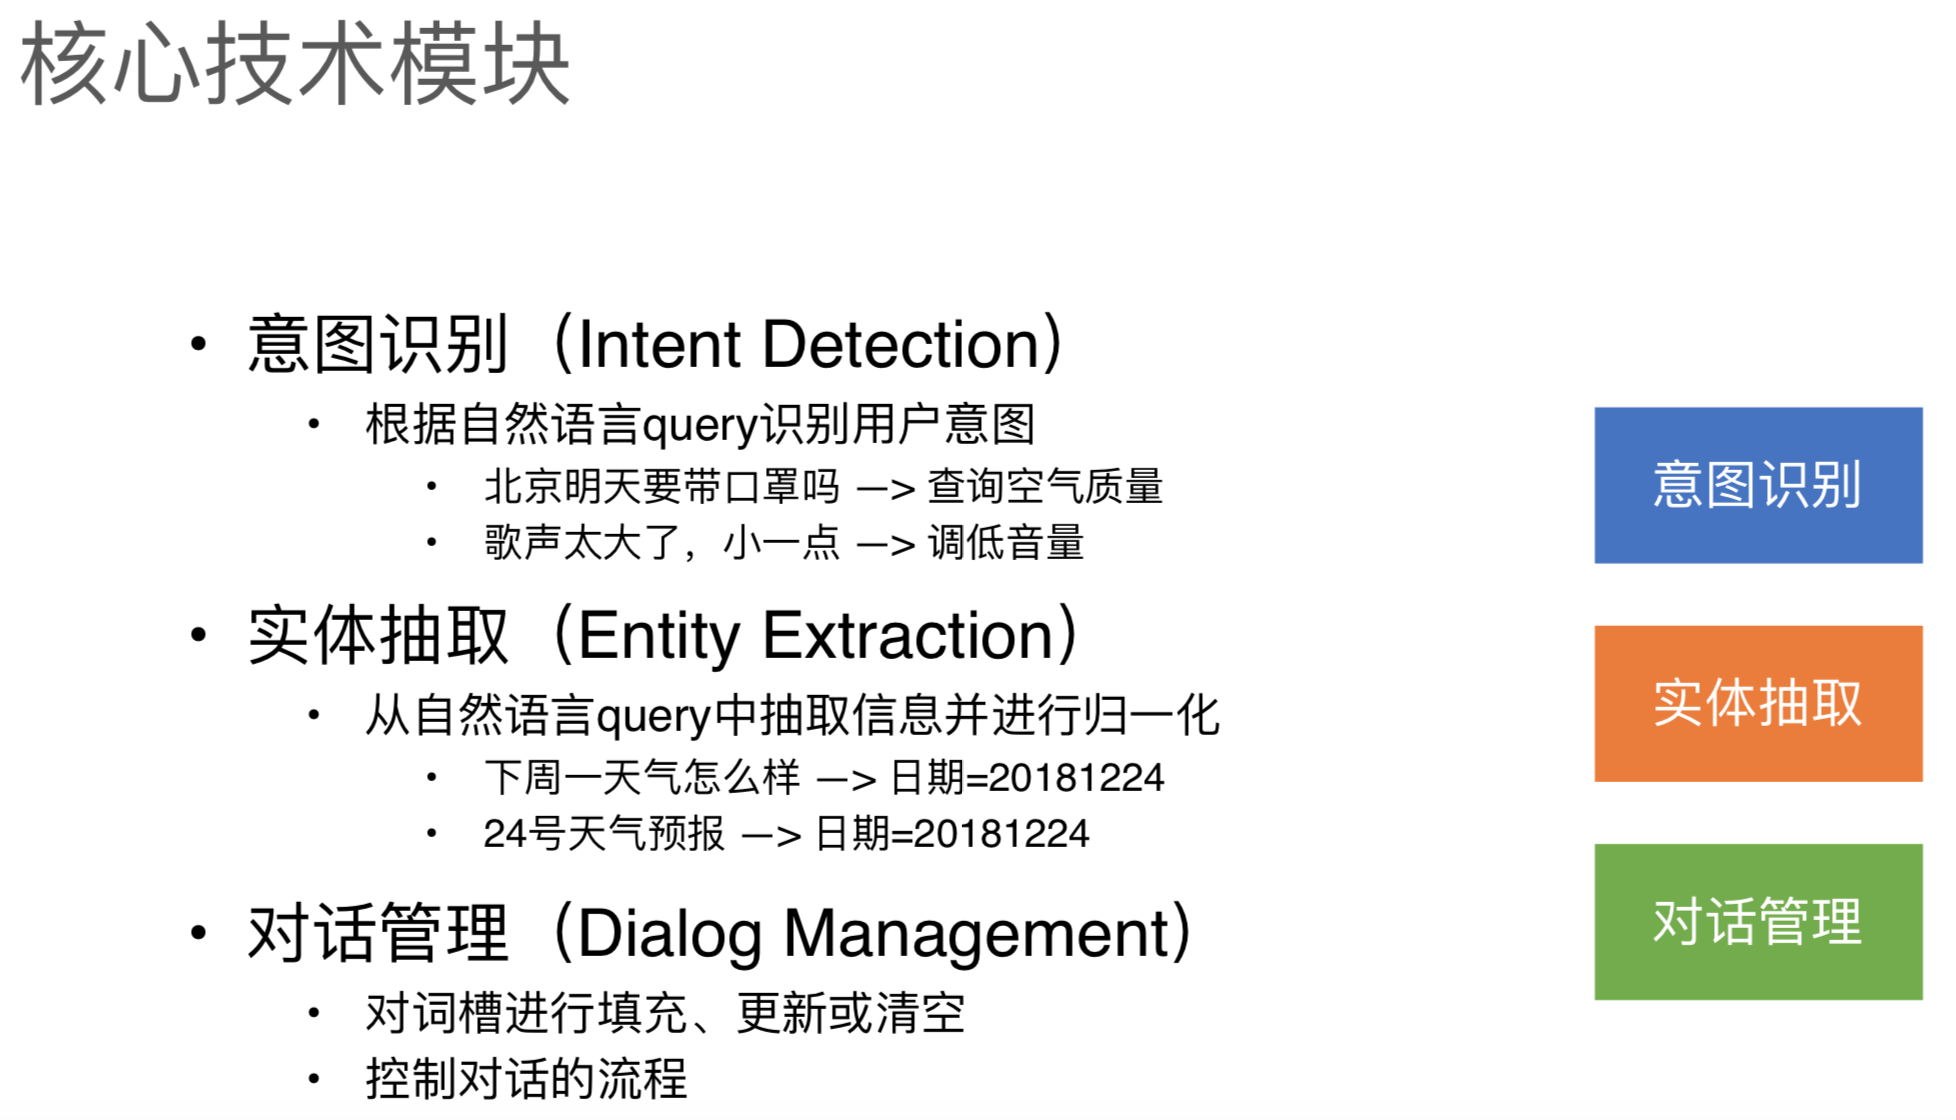 核心技术模块
• 意图识别（Intent Detection）
• 根据自然语言query识别用户意图
• 北京明天要带口罩吗 —> 查询空气质量
• 歌声太大了，小一点 —> 调低音量
• 实体抽取（Entity Extraction）
• 从自然语言query中抽取信息并进行归一化
• 下周一天气怎么样 —> 日期=20181224
• 24号天气预报 —> 日期=20181224
• 对话管理（Dialog Management）
• 对词槽进行填充、更新或清空
• 控制对话的流程
意图识别
实体抽取
对话管理